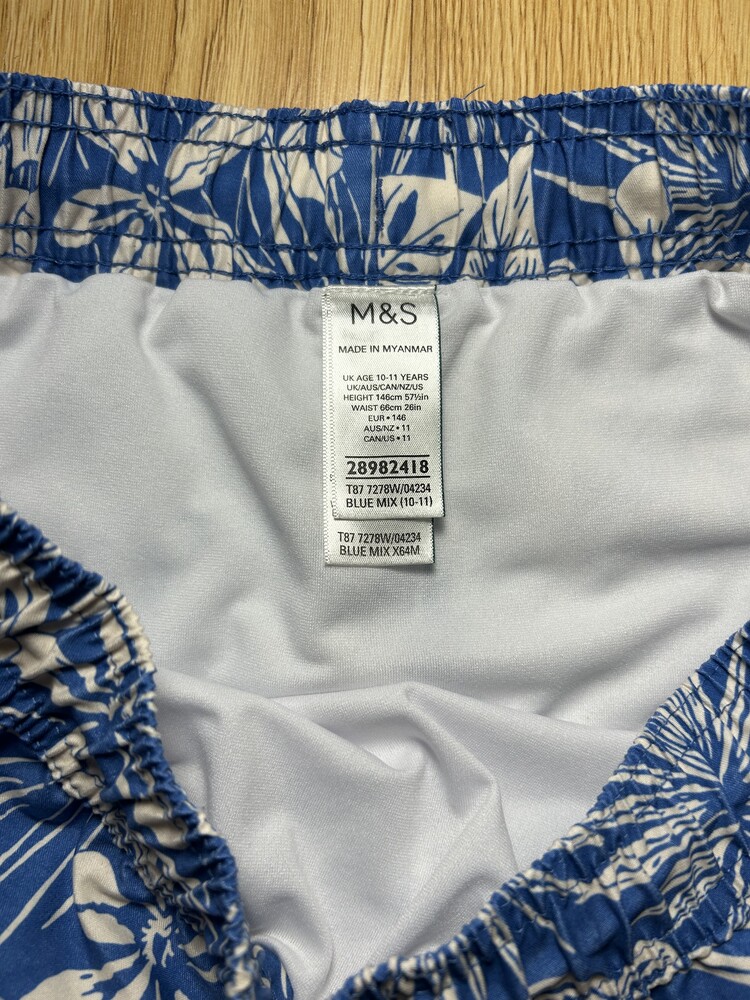 M&S
MADE IN MYANMAR
UK AGE 10-11 YEARS
UK/AUS/CAN/NZ/US
HEIGHT 146cm 57½in
WAIST 66cm 26in
EUR • 146
AUS/NZ • 11
CAN/US • 11
28982418
T87 7278W/04234
BLUE MIX (10-11)
T87 7278W/04234
BLUE MIX X64M